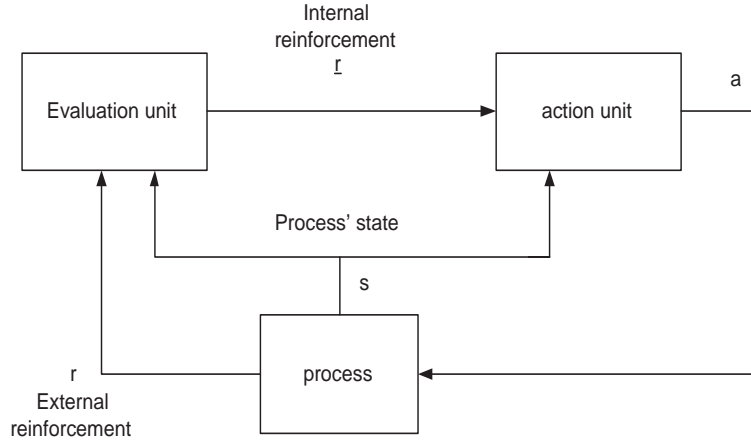 Internal
reinforcement
r
Evaluation unit
action unit
a
Process’ state
s
process
r
External
reinforcement